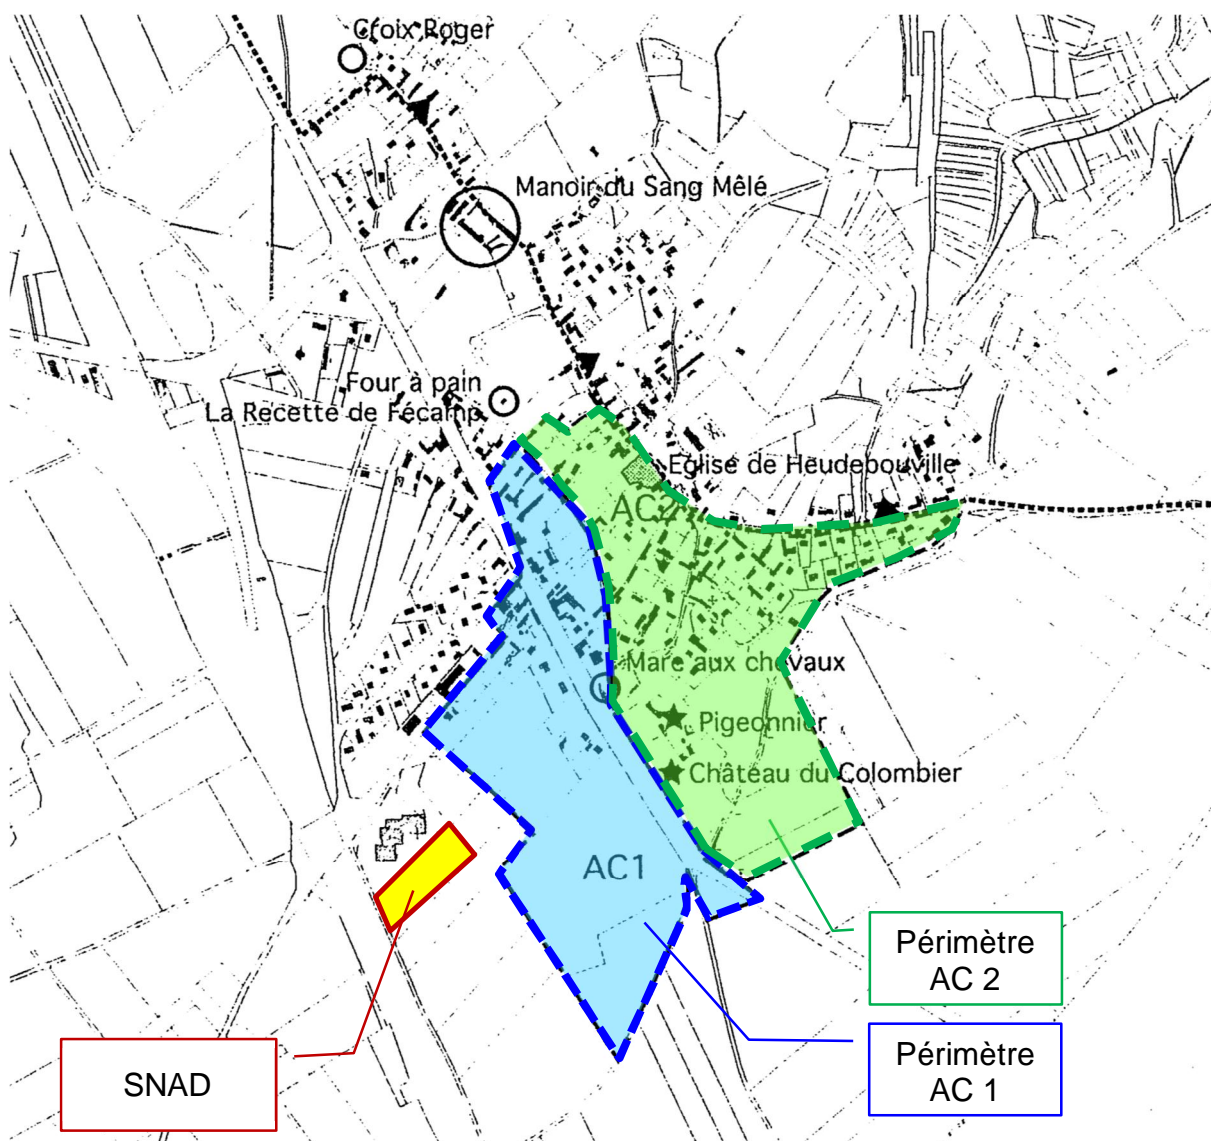 Croix Roger
Manoir du Sang Mêlé
Four à pain
La Recette de Fécamp
Eglise de Heudebouville
AC2
Mare aux chevaux
Pigeonnier
Château du Colombier
AC1
Périmètre
AC 2
Périmètre
AC 1
SNAD